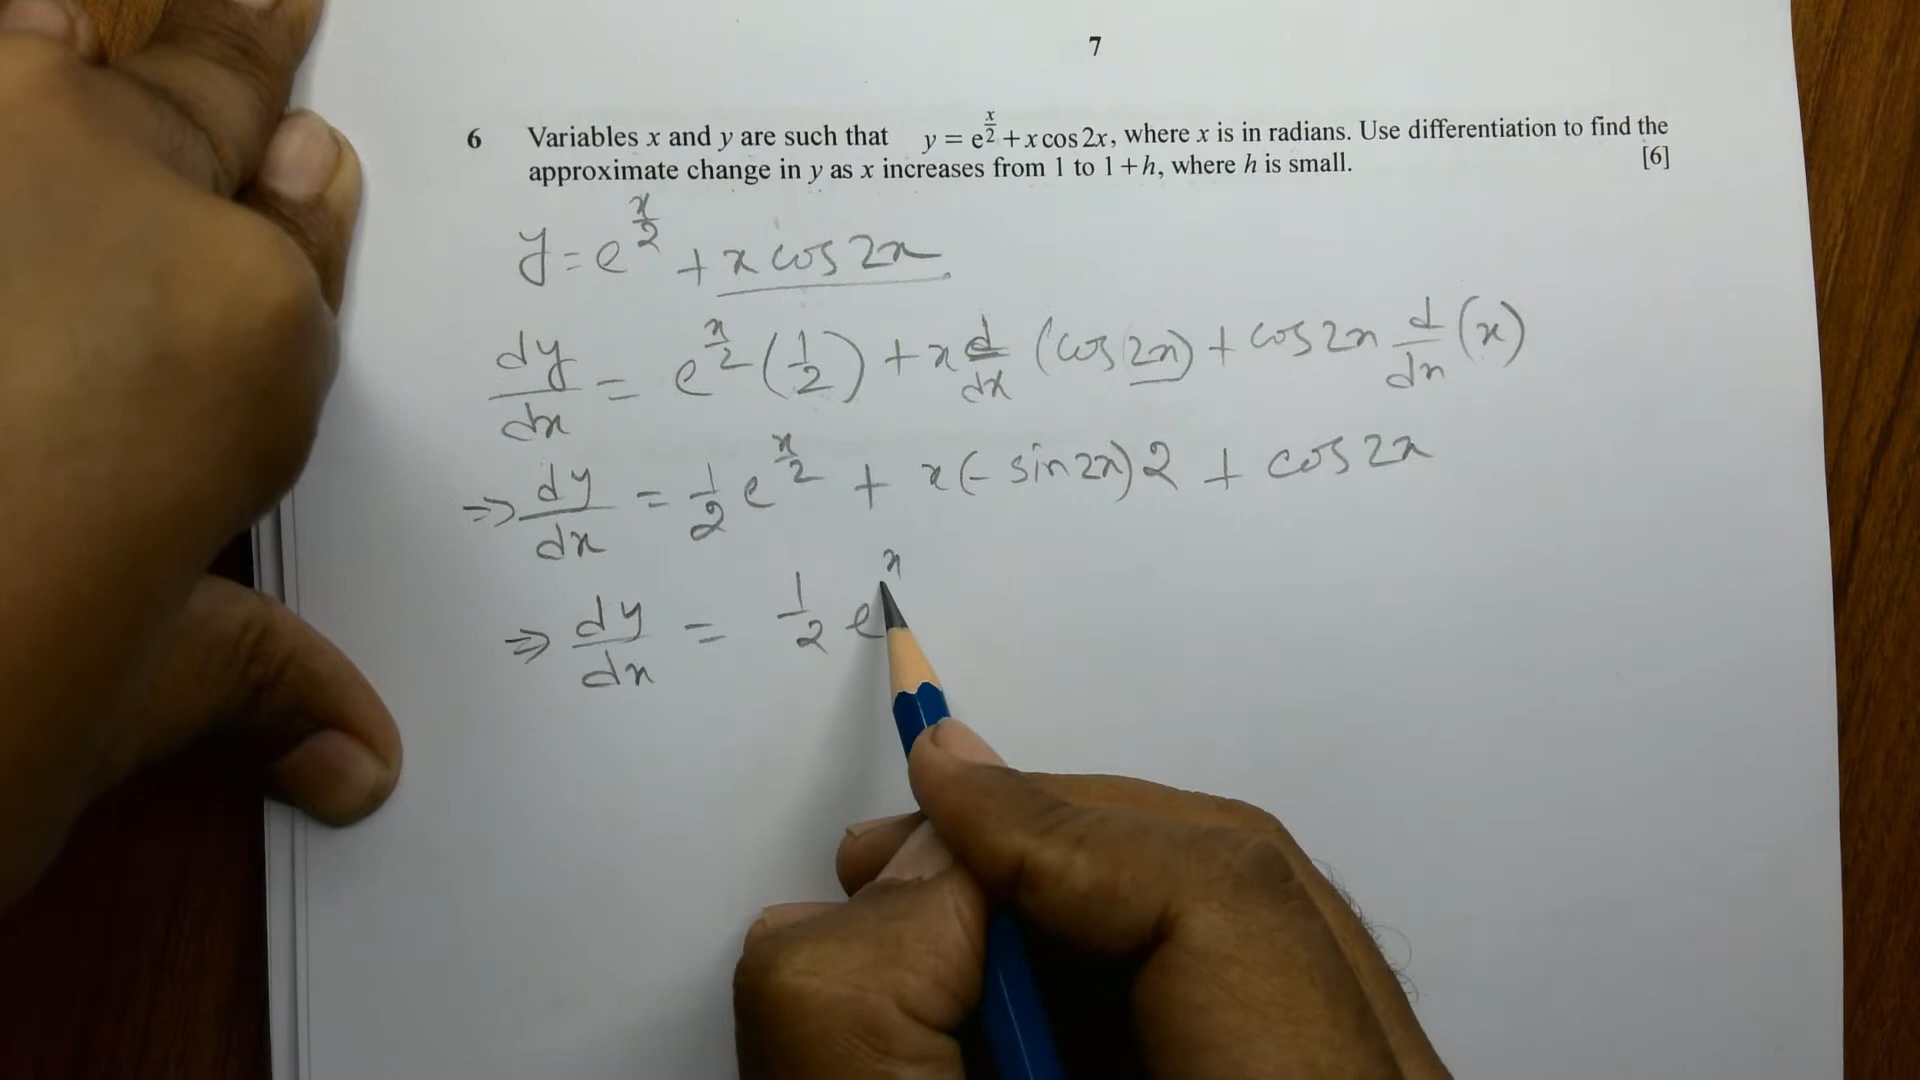 7
6 Variables x and y are such that y = e^{x/2} + x cos 2x, where x is in radians. Use differentiation to find the
approximate change in y as x increases from 1 to 1 + h, where h is small. [6]
y = e^{x/2} + x cos 2x
dy/dx = e^{x/2} (1/2) + x d/dx (cos 2x) + cos 2x d/dx (x)
⇒ dy/dx = 1/2 e^{x/2} + x(- sin 2x) 2 + cos 2x
⇒ dy/dx = 1/2 e^x